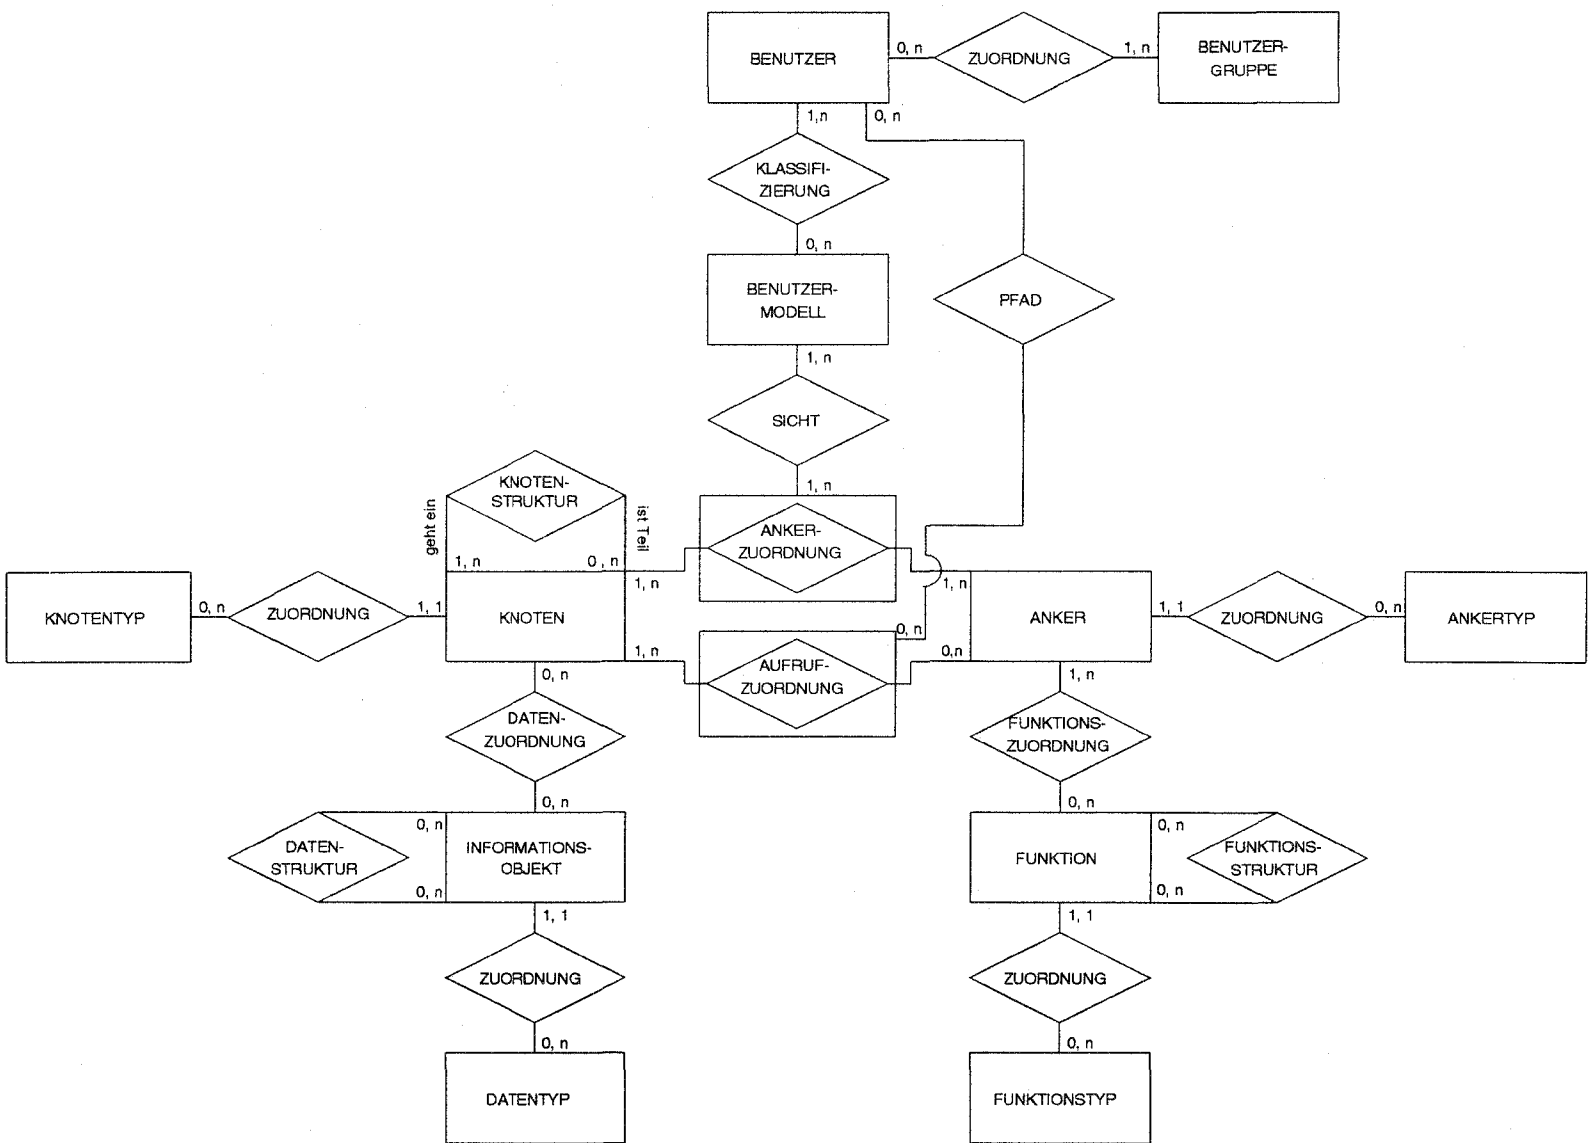 BENUTZER
0, n
ZUORDNUNG
1, n
BENUTZER-
GRUPPE
1,n
0, n
KLASSIFI-
ZIERUNG
0, n
BENUTZER-
MODELL
PFAD
1, n
SICHT
1, n
KNOTEN-
STRUKTUR
geht ein
ist Teil
1, n
0, n
ANKER-
ZUORDNUNG
1, n
1, n
KNOTENTYP
0, n
ZUORDNUNG
1, 1
KNOTEN
ANKER
1, 1
ZUORDNUNG
0, n
ANKERTYP
1, n
0, n
0,n
AUFRUF-
ZUORDNUNG
0, n
1, n
DATEN-
ZUORDNUNG
FUNKTIONS-
ZUORDNUNG
0, n
0, n
DATEN-
STRUKTUR
0, n
0, n
INFORMATIONS-
OBJEKT
FUNKTION
0, n
0, n
FUNKTIONS-
STRUKTUR
1, 1
1, 1
ZUORDNUNG
ZUORDNUNG
0, n
0, n
DATENTYP
FUNKTIONSTYP